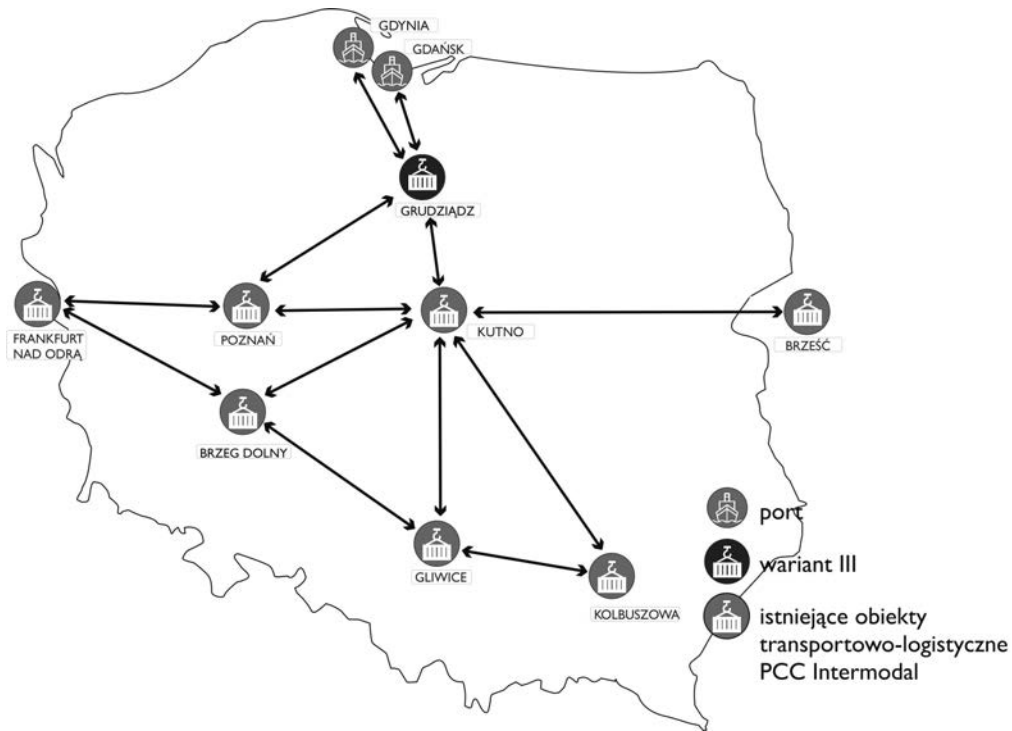 GDYNIA
GDAŃSK
GRUDZIĄDZ
FRANKFURT
NAD ODRĄ
POZNAŃ
KUTNO
BRZEŚĆ
BRZEG DOLNY
GLIWICE
KOLBUSZOWA
port
wariant III
istniejące obiekty
transportowo-logistyczne
PCC Intermodal